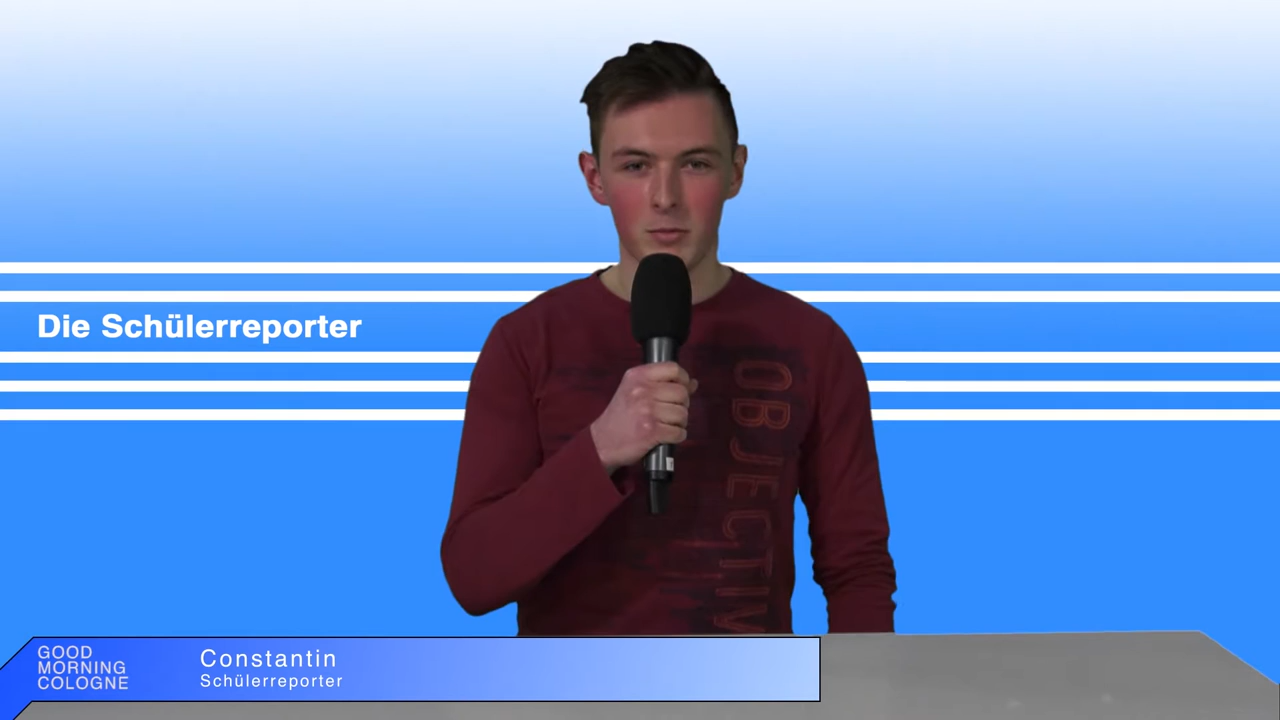 Die Schülerreporter
OBJECTIV
GOOD
MORNING
COLOGNE
Constantin
Schülerreporter